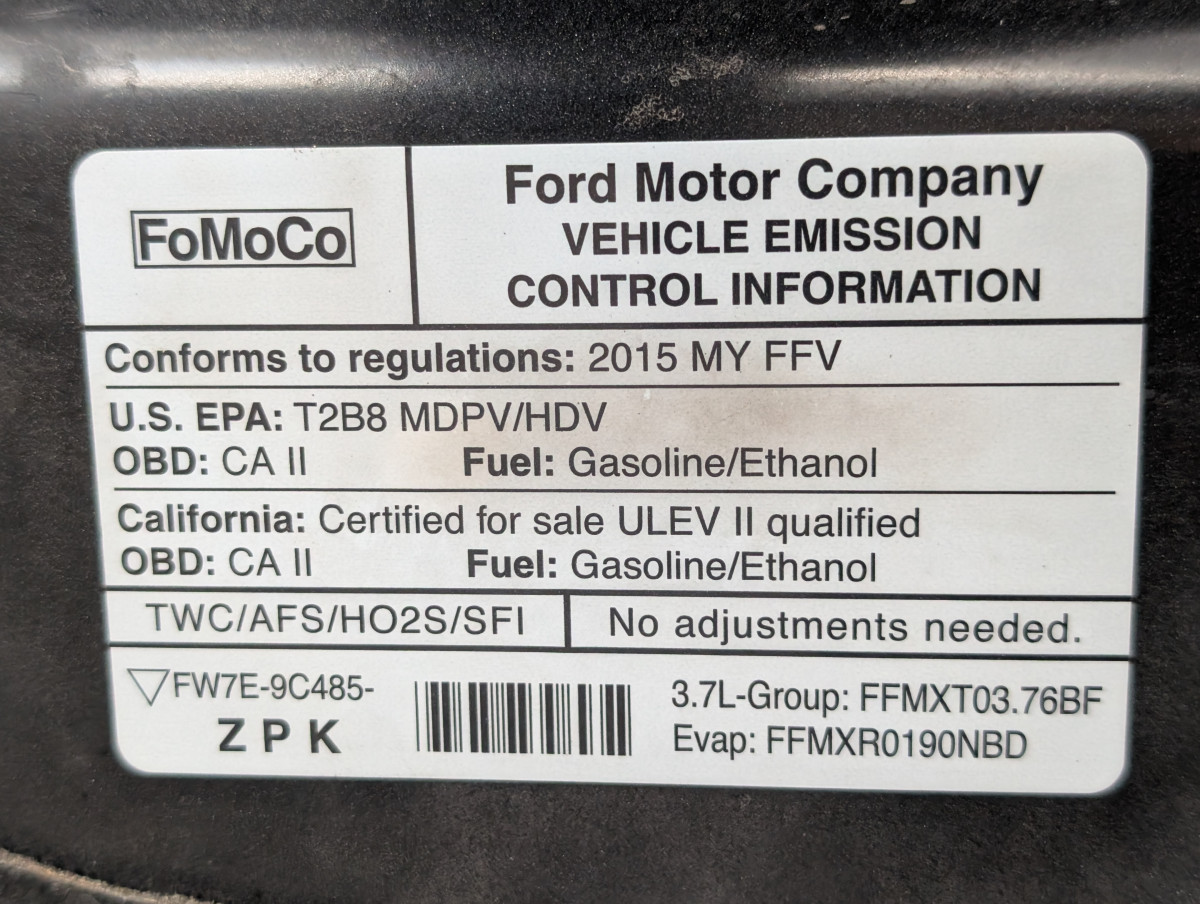 FoMoCo
Ford Motor Company
VEHICLE EMISSION
CONTROL INFORMATION
Conforms to regulations: 2015 MY FFV
U.S. EPA: T2B8 MDPV/HDV
OBD: CA II Fuel: Gasoline/Ethanol
California: Certified for sale ULEV II qualified
OBD: CA II Fuel: Gasoline/Ethanol
TWC/AFS/HO2S/SFI
No adjustments needed.
FW7E-9C485-
Z P K
3.7L-Group: FFMXT03.76BF
Evap: FFMXR0190NBD